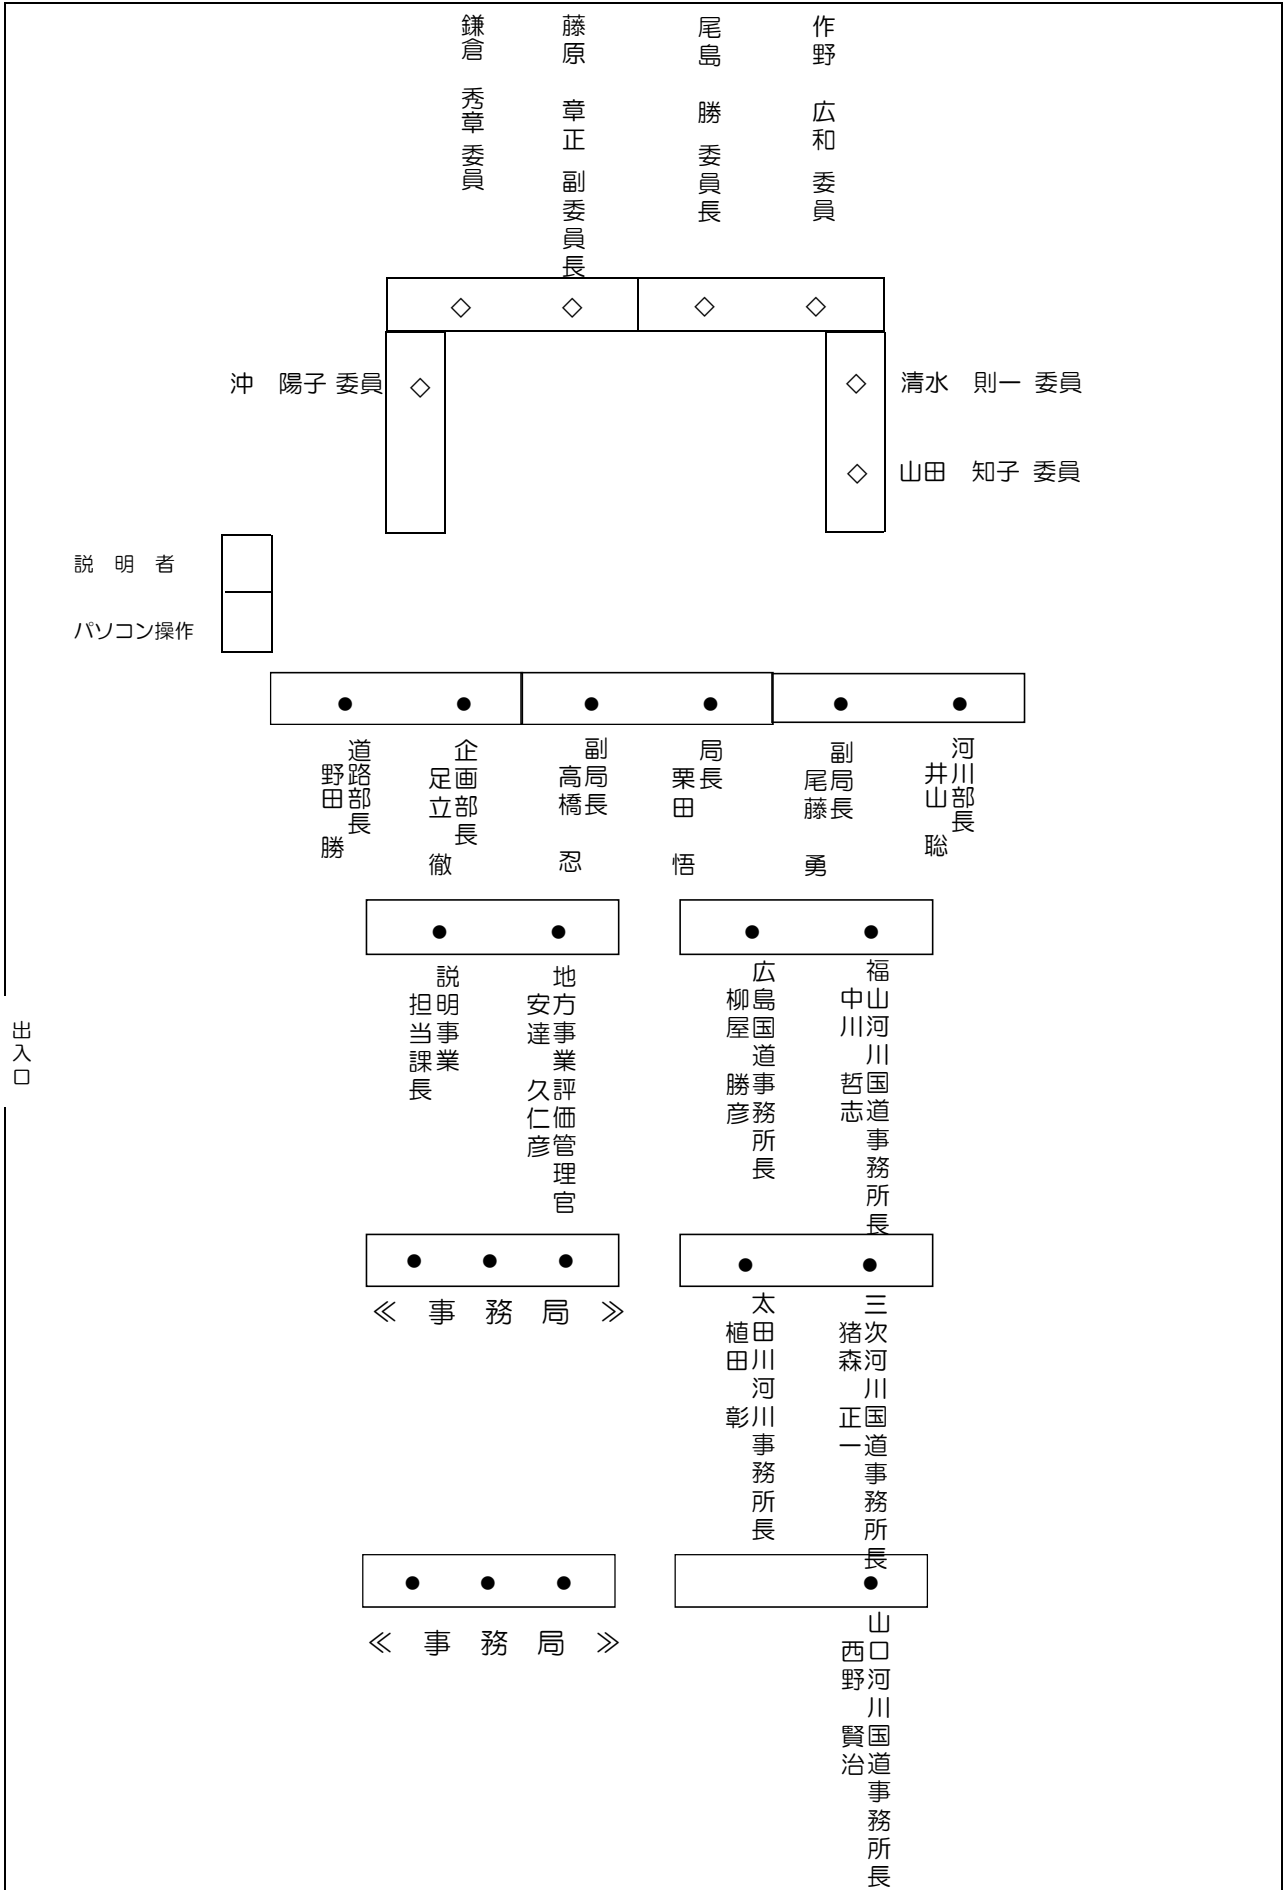 鎌倉　秀章 委員
藤原　章正 副委員長
尾島　勝 委員長
作野　広和 委員
沖　陽子 委員
清水　則一 委員
山田　知子 委員
説　明　者
パソコン操作
道路部長
野田　勝
企画部長
足立　徹
副局長
高橋　忍
局長
栗田　悟
副局長
尾藤　勇
河川部長
井山　聡
説明事業
担当課長
地方事業評価管理官
安達　久仁彦
広島国道事務所長
柳屋　勝彦
福山河川国道事務所長
中川　哲志
出入口
≪　事　務　局　≫
太田川河川事務所長
植田　彰
三次河川国道事務所長
猪森　正一
≪　事　務　局　≫
山口河川国道事務所長
西野　賢治